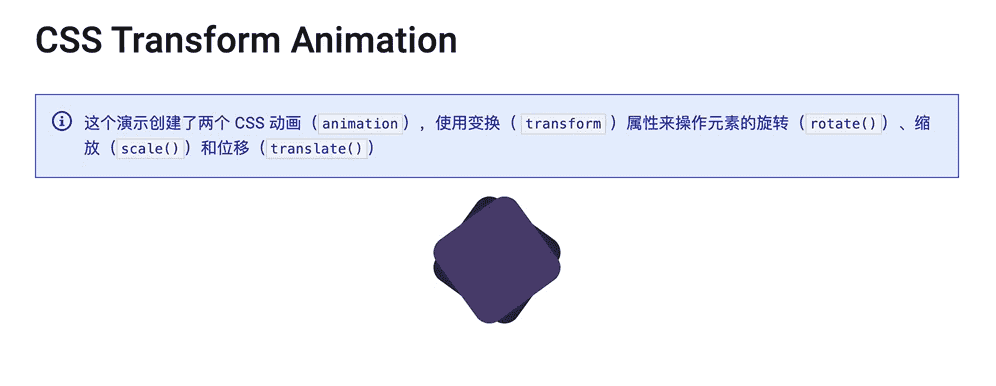 CSS Transform Animation
这个演示创建了两个 CSS 动画（animation），使用变换（ transform ）属性来操作元素的旋转（rotate()）、缩
放（scale()）和位移（translate()）